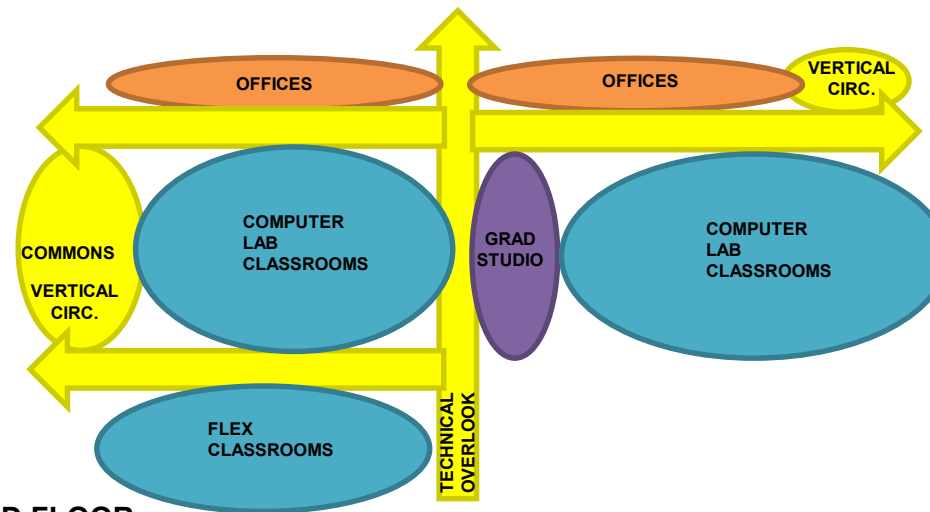 OFFICES
OFFICES
VERTICAL
CIRC.
COMMONS
VERTICAL
CIRC.
COMPUTER
LAB
CLASSROOMS
GRAD
STUDIO
COMPUTER
LAB
CLASSROOMS
FLEX
CLASSROOMS
TECHNICAL
OVERLOOK
FLOOR